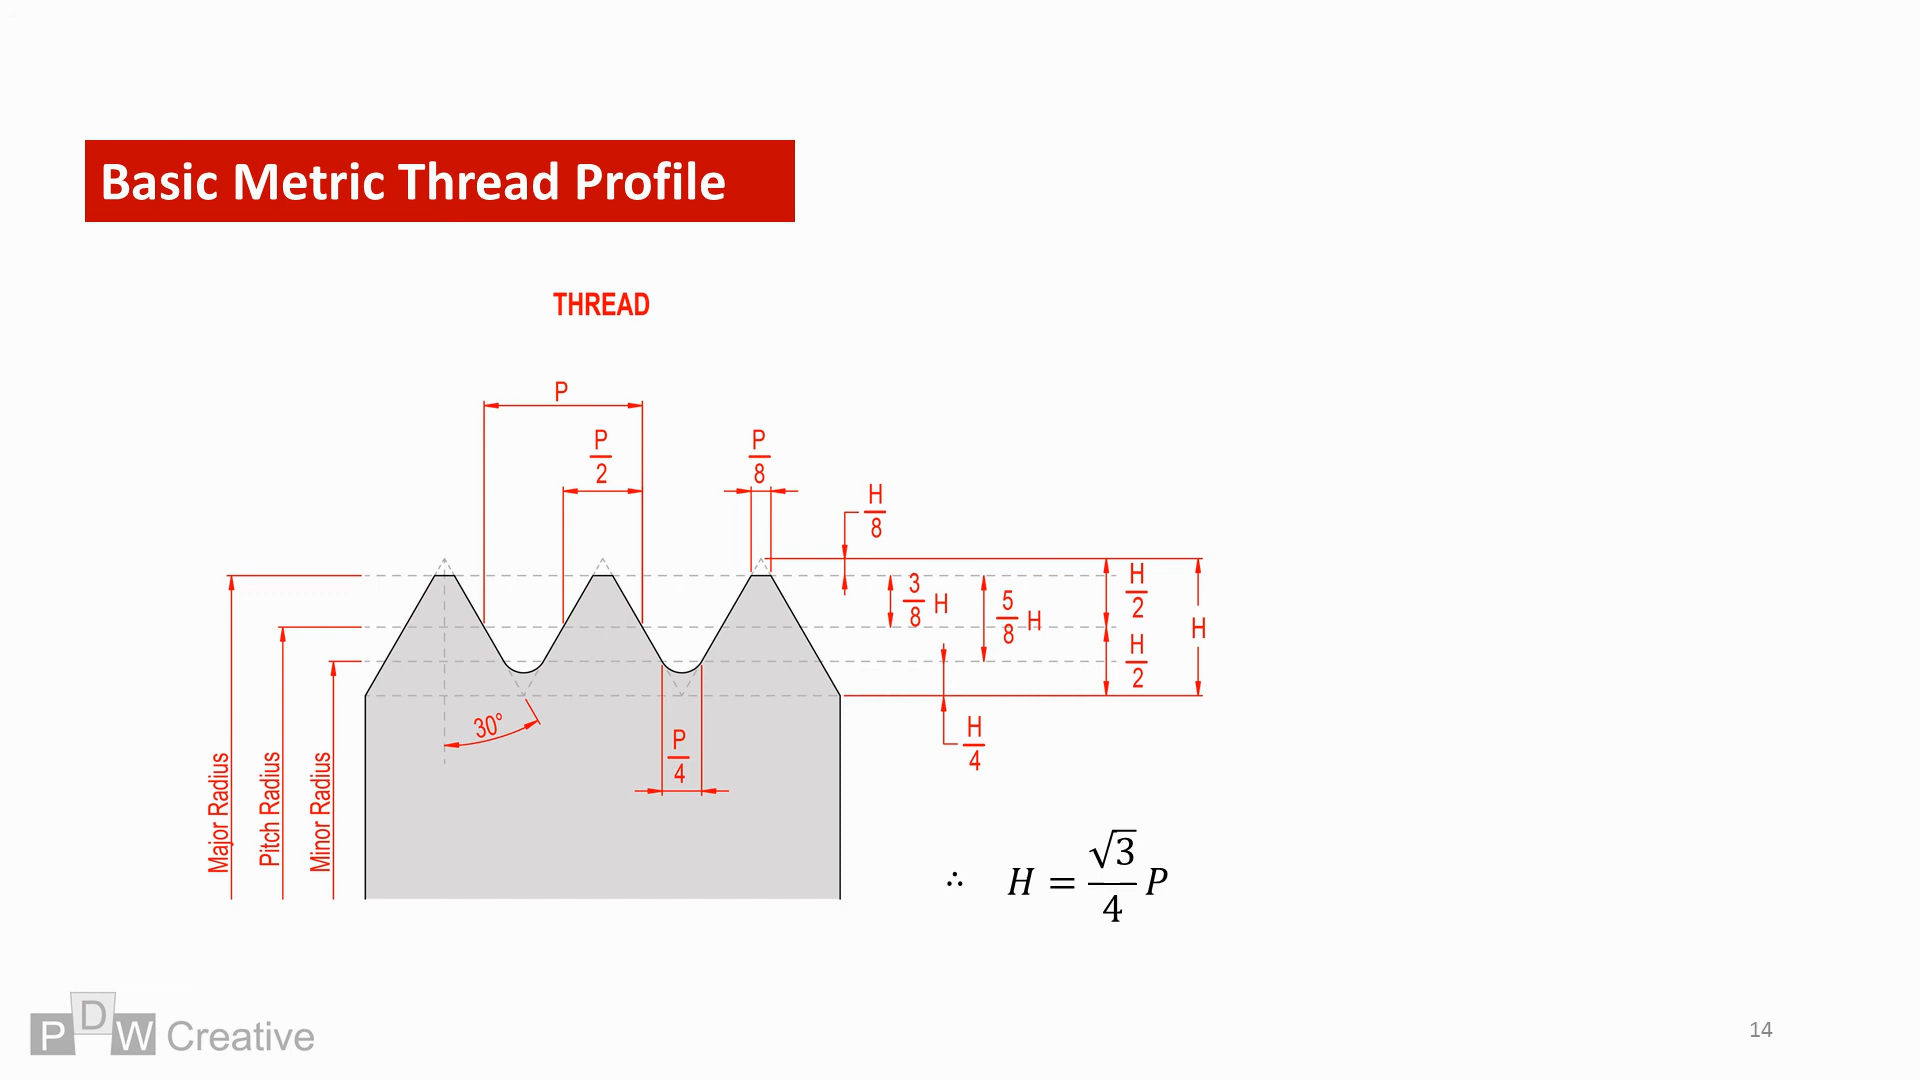 Basic Metric Thread Profile
THREAD
P
P
2
P
8
H
8
3
8
H
5
8
H
H
2
H
2
H
H
4
30°
P
4
Major Radius
Pitch Radius
Minor Radius
∴ H = √3/4 P
PDW Creative
14